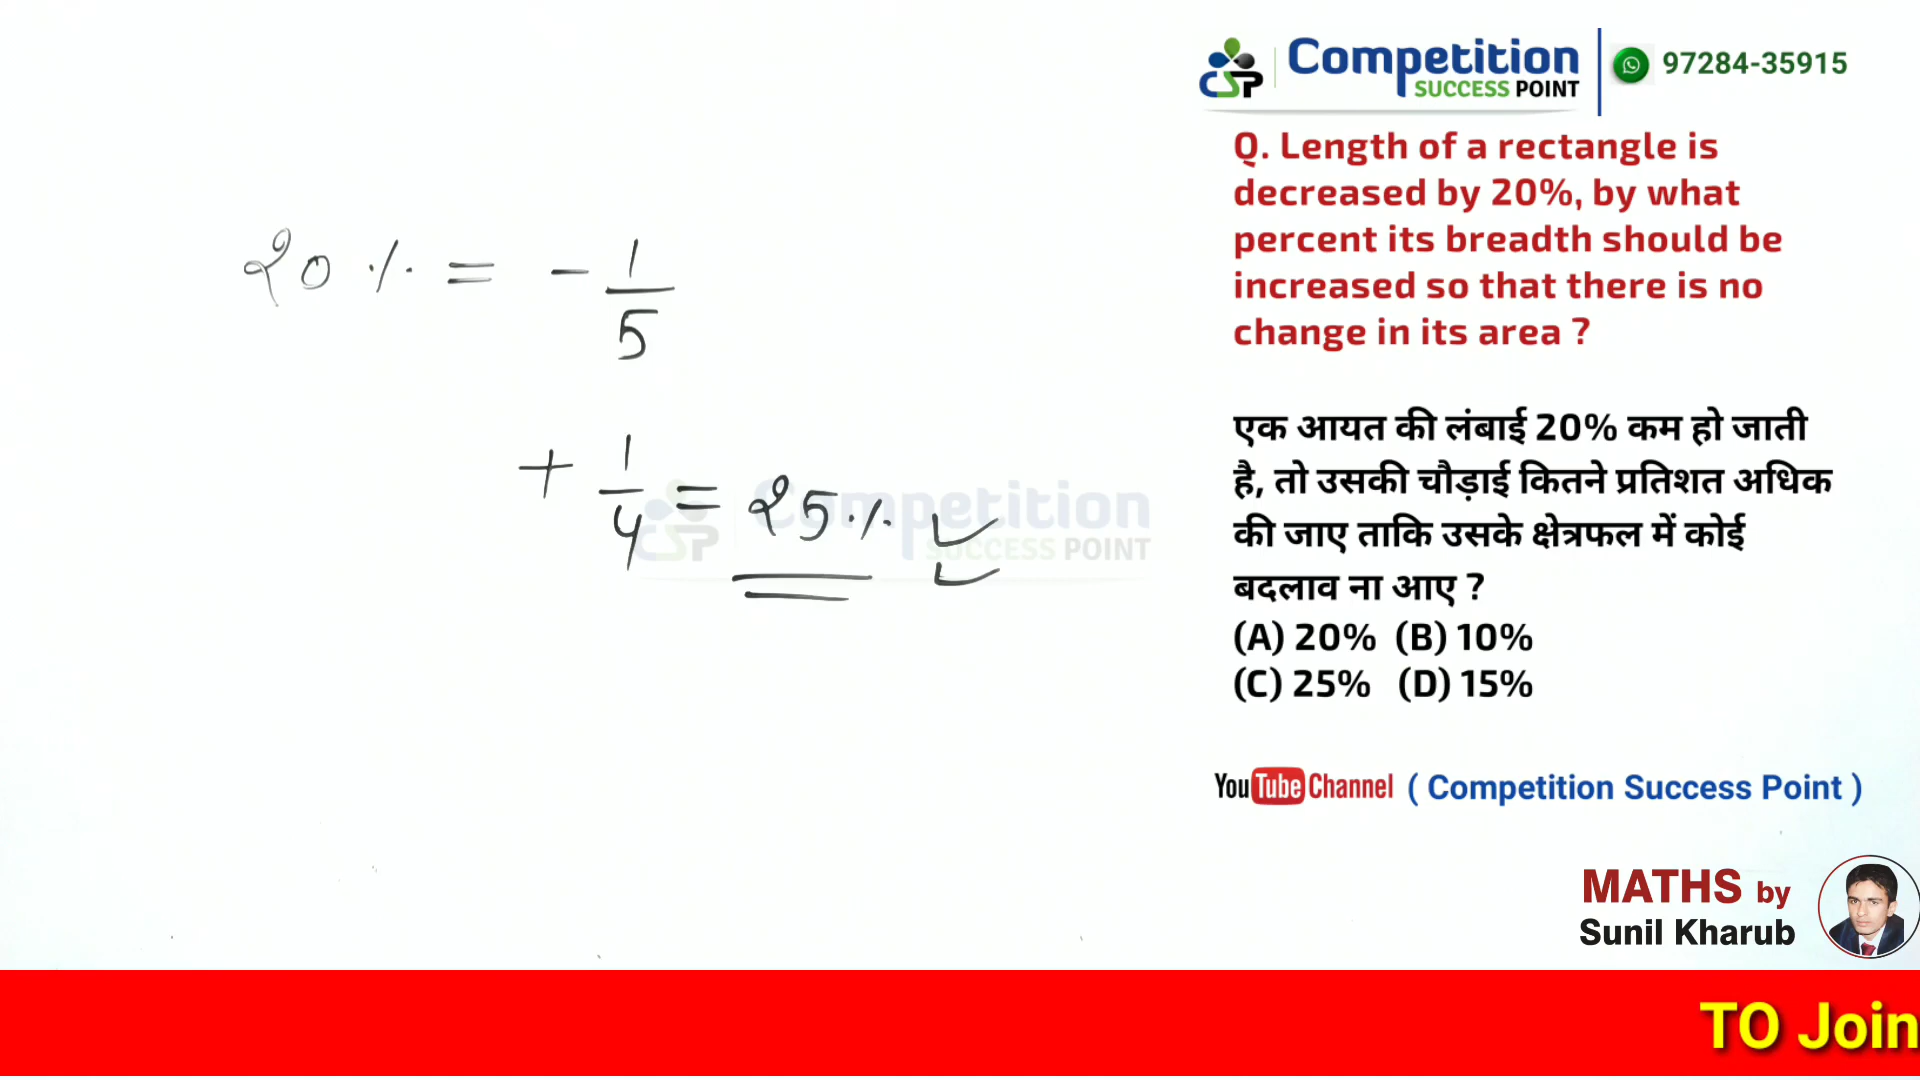 Competition
SUCCESS POINT
CSP
97284-35915
Q. Length of a rectangle is
decreased by 20%, by what
percent its breadth should be
increased so that there is no
change in its area ?
एक आयत की लंबाई 20% कम हो जाती
है, तो उसकी चौड़ाई कितने प्रतिशत अधिक
की जाए ताकि उसके क्षेत्रफल में कोई
बदलाव ना आए ?
(A) 20% (B) 10%
(C) 25% (D) 15%
20 % = - 1/5
+ 1/4 = 25%
Competition
SUCCESS POINT
CSP
YouTube Channel ( Competition Success Point )
MATHS by
Sunil Kharub
TO Join